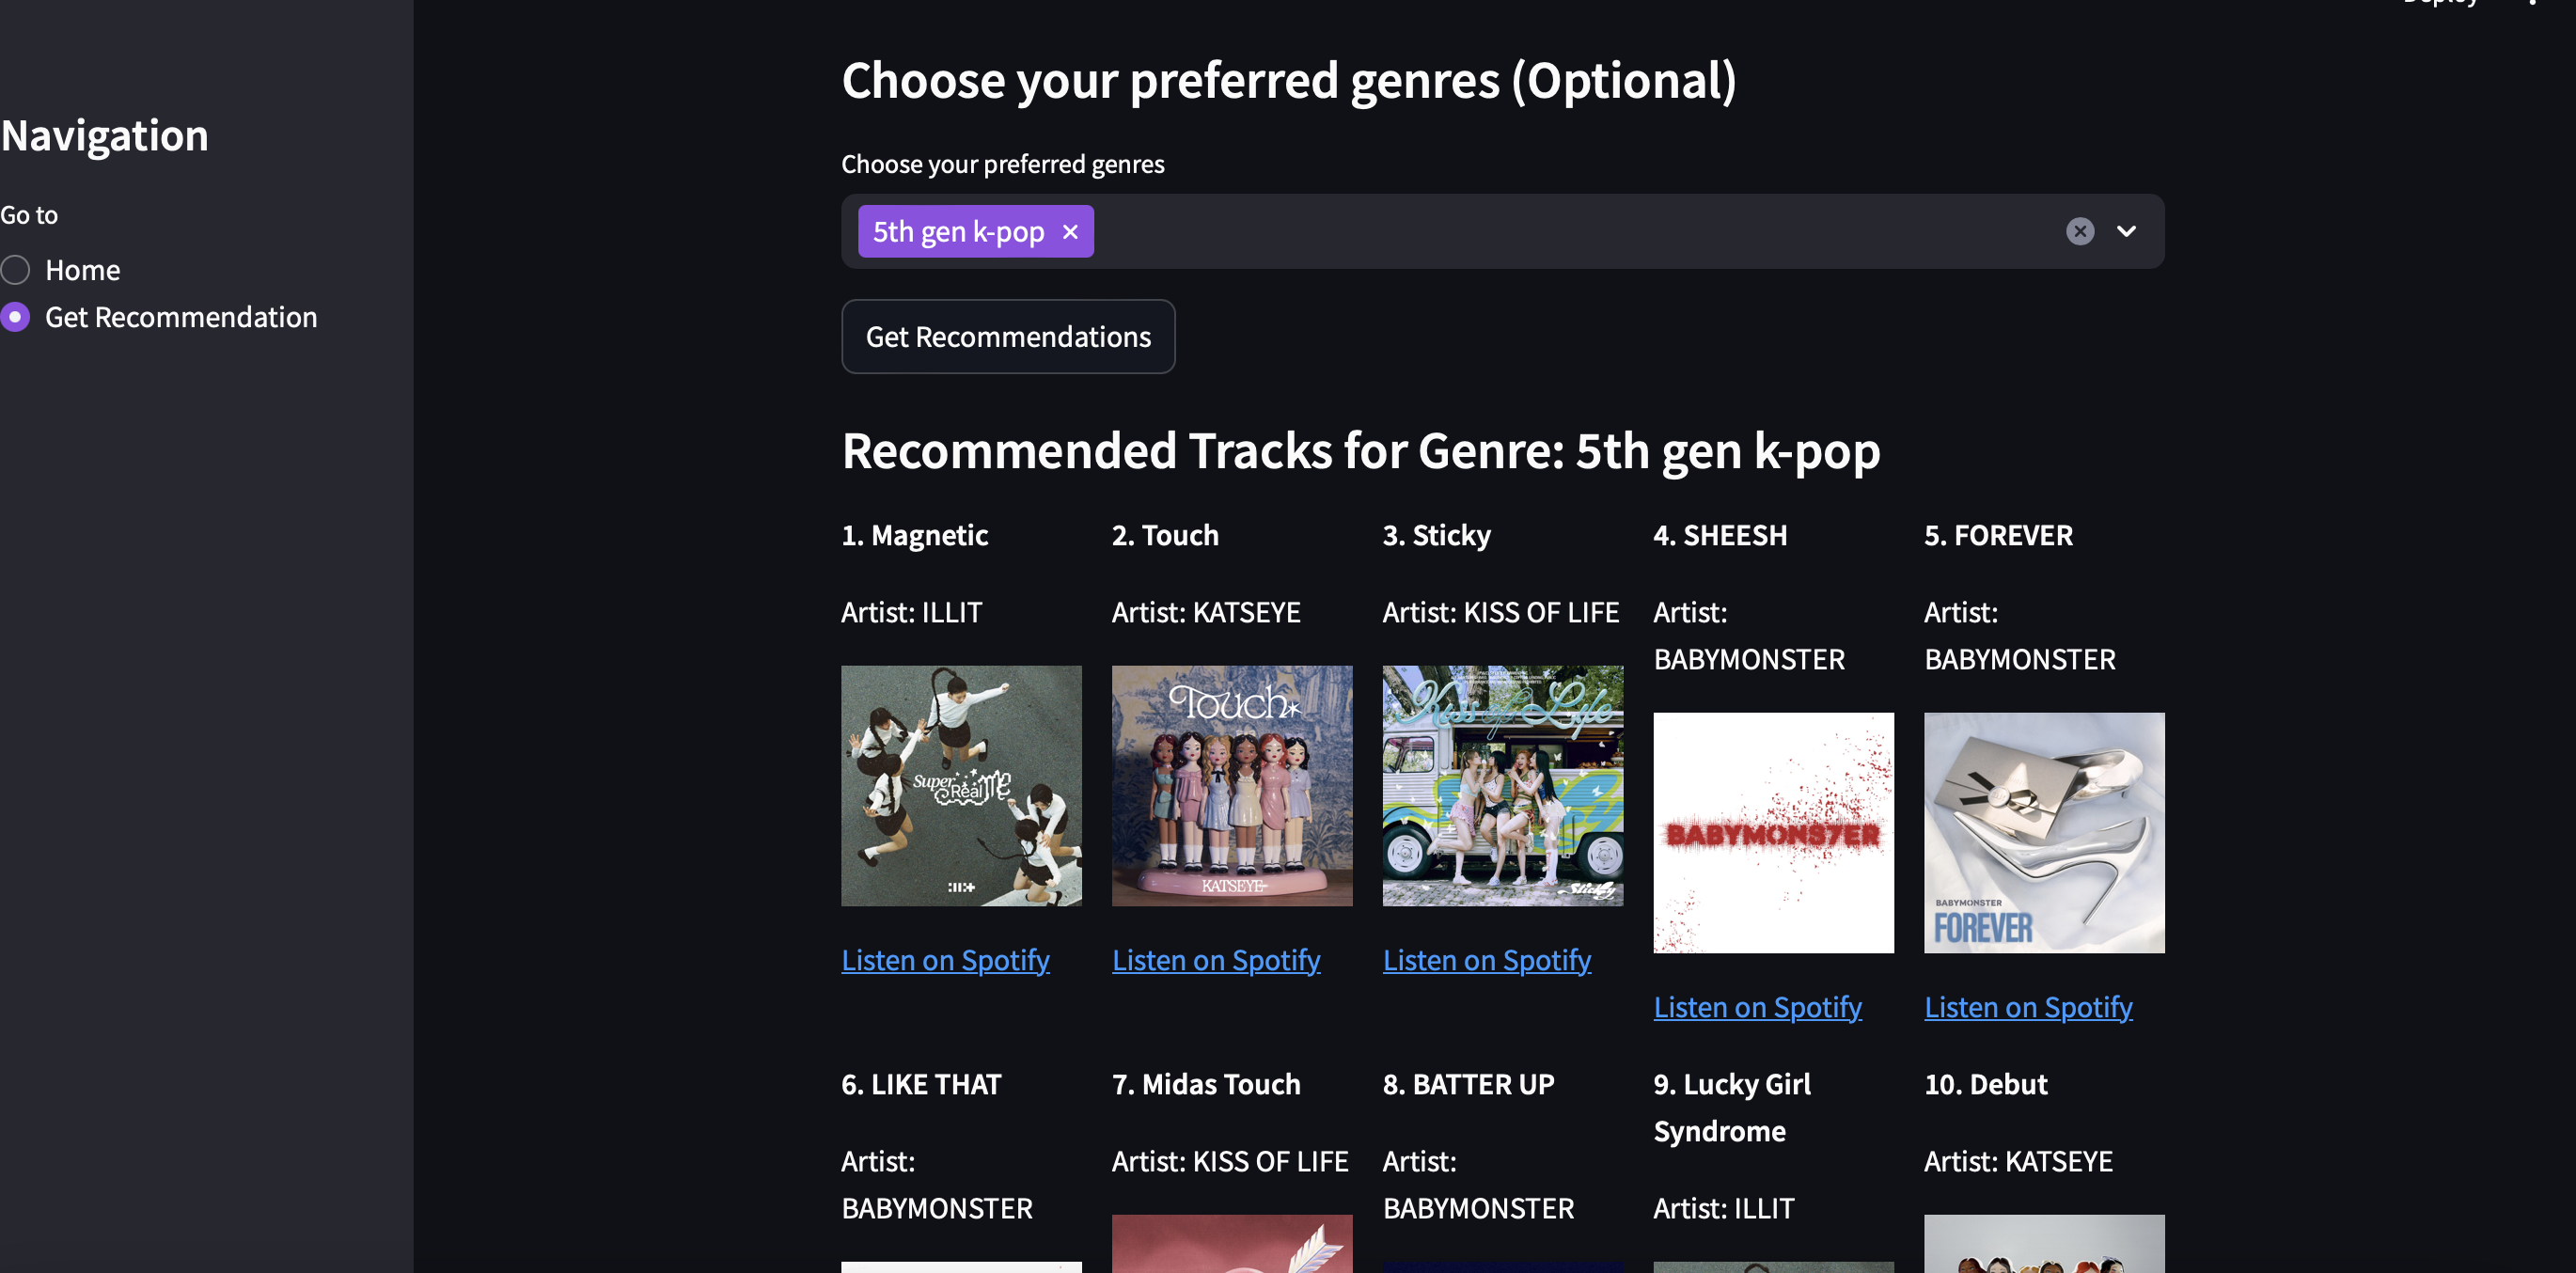 Deploy
Choose your preferred genres (Optional)
Navigation
Choose your preferred genres
Go to
5th gen k-pop
Home
Get Recommendation
Get Recommendations
Recommended Tracks for Genre: 5th gen k-pop
1. Magnetic
2. Touch
3. Sticky
4. SHEESH
5. FOREVER
Artist: ILLIT
Artist: KATSEYE
Artist: KISS OF LIFE
Artist:
BABYMONSTER
Artist:
BABYMONSTER
Super
Real
ME
Touch
KATSEYE
Kiss of Life
Sticky
BABYMONS7ER
BABYMONSTER
FOREVER
Listen on Spotify
Listen on Spotify
Listen on Spotify
Listen on Spotify
Listen on Spotify
6. LIKE THAT
7. Midas Touch
8. BATTER UP
9. Lucky Girl
Syndrome
10. Debut
Artist:
BABYMONSTER
Artist: KISS OF LIFE
Artist:
BABYMONSTER
Artist: ILLIT
Artist: KATSEYE